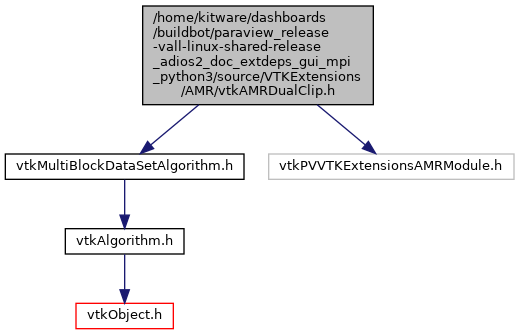 /home/kitware/dashboards
/buildbot/paraview_release
-vall-linux-shared-release
_adios2_doc_extdeps_gui_mpi
_python3/source/VTKExtensions
/AMR/vtkAMRDualClip.h
vtkMultiBlockDataSetAlgorithm.h
vtkPVVTKExtensionsAMRModule.h
vtkAlgorithm.h
vtkObject.h